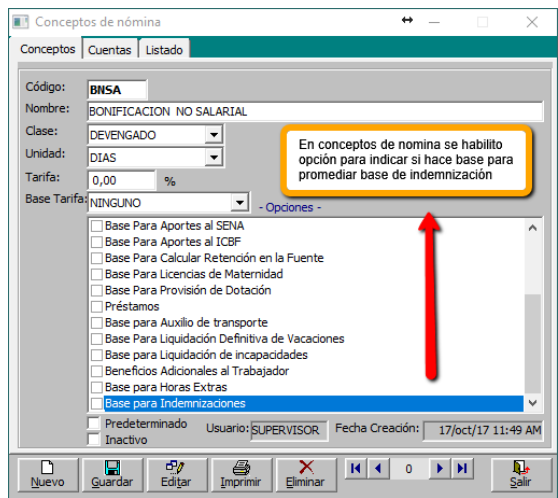 Conceptos de nómina
Conceptos Cuentas Listado
Código: BNSA
Nombre: BONIFICACION NO SALARIAL
Clase: DEVENGADO
Unidad: DIAS
Tarifa: 0,00 %
Base Tarifa: NINGUNO
- Opciones -
En conceptos de nomina se habilito
opción para indicar si hace base para
promediar base de indemnización
Base Para Aportes al SENA
Base Para Aportes al ICBF
Base Para Calcular Retención en la Fuente
Base Para Licencias de Maternidad
Base Para Provisión de Dotación
Préstamos
Base para Auxilio de transporte
Base Para Liquidación Definitiva de Vacaciones
Base para Liquidación de incapacidades
Beneficios Adicionales al Trabajador
Base para Horas Extras
Base para Indemnizaciones
Predeterminado Usuario: SUPERVISOR Fecha Creación: 17/oct/17 11:49 AM
Inactivo
Nuevo Guardar Editar Imprimir Eliminar 0 Salir